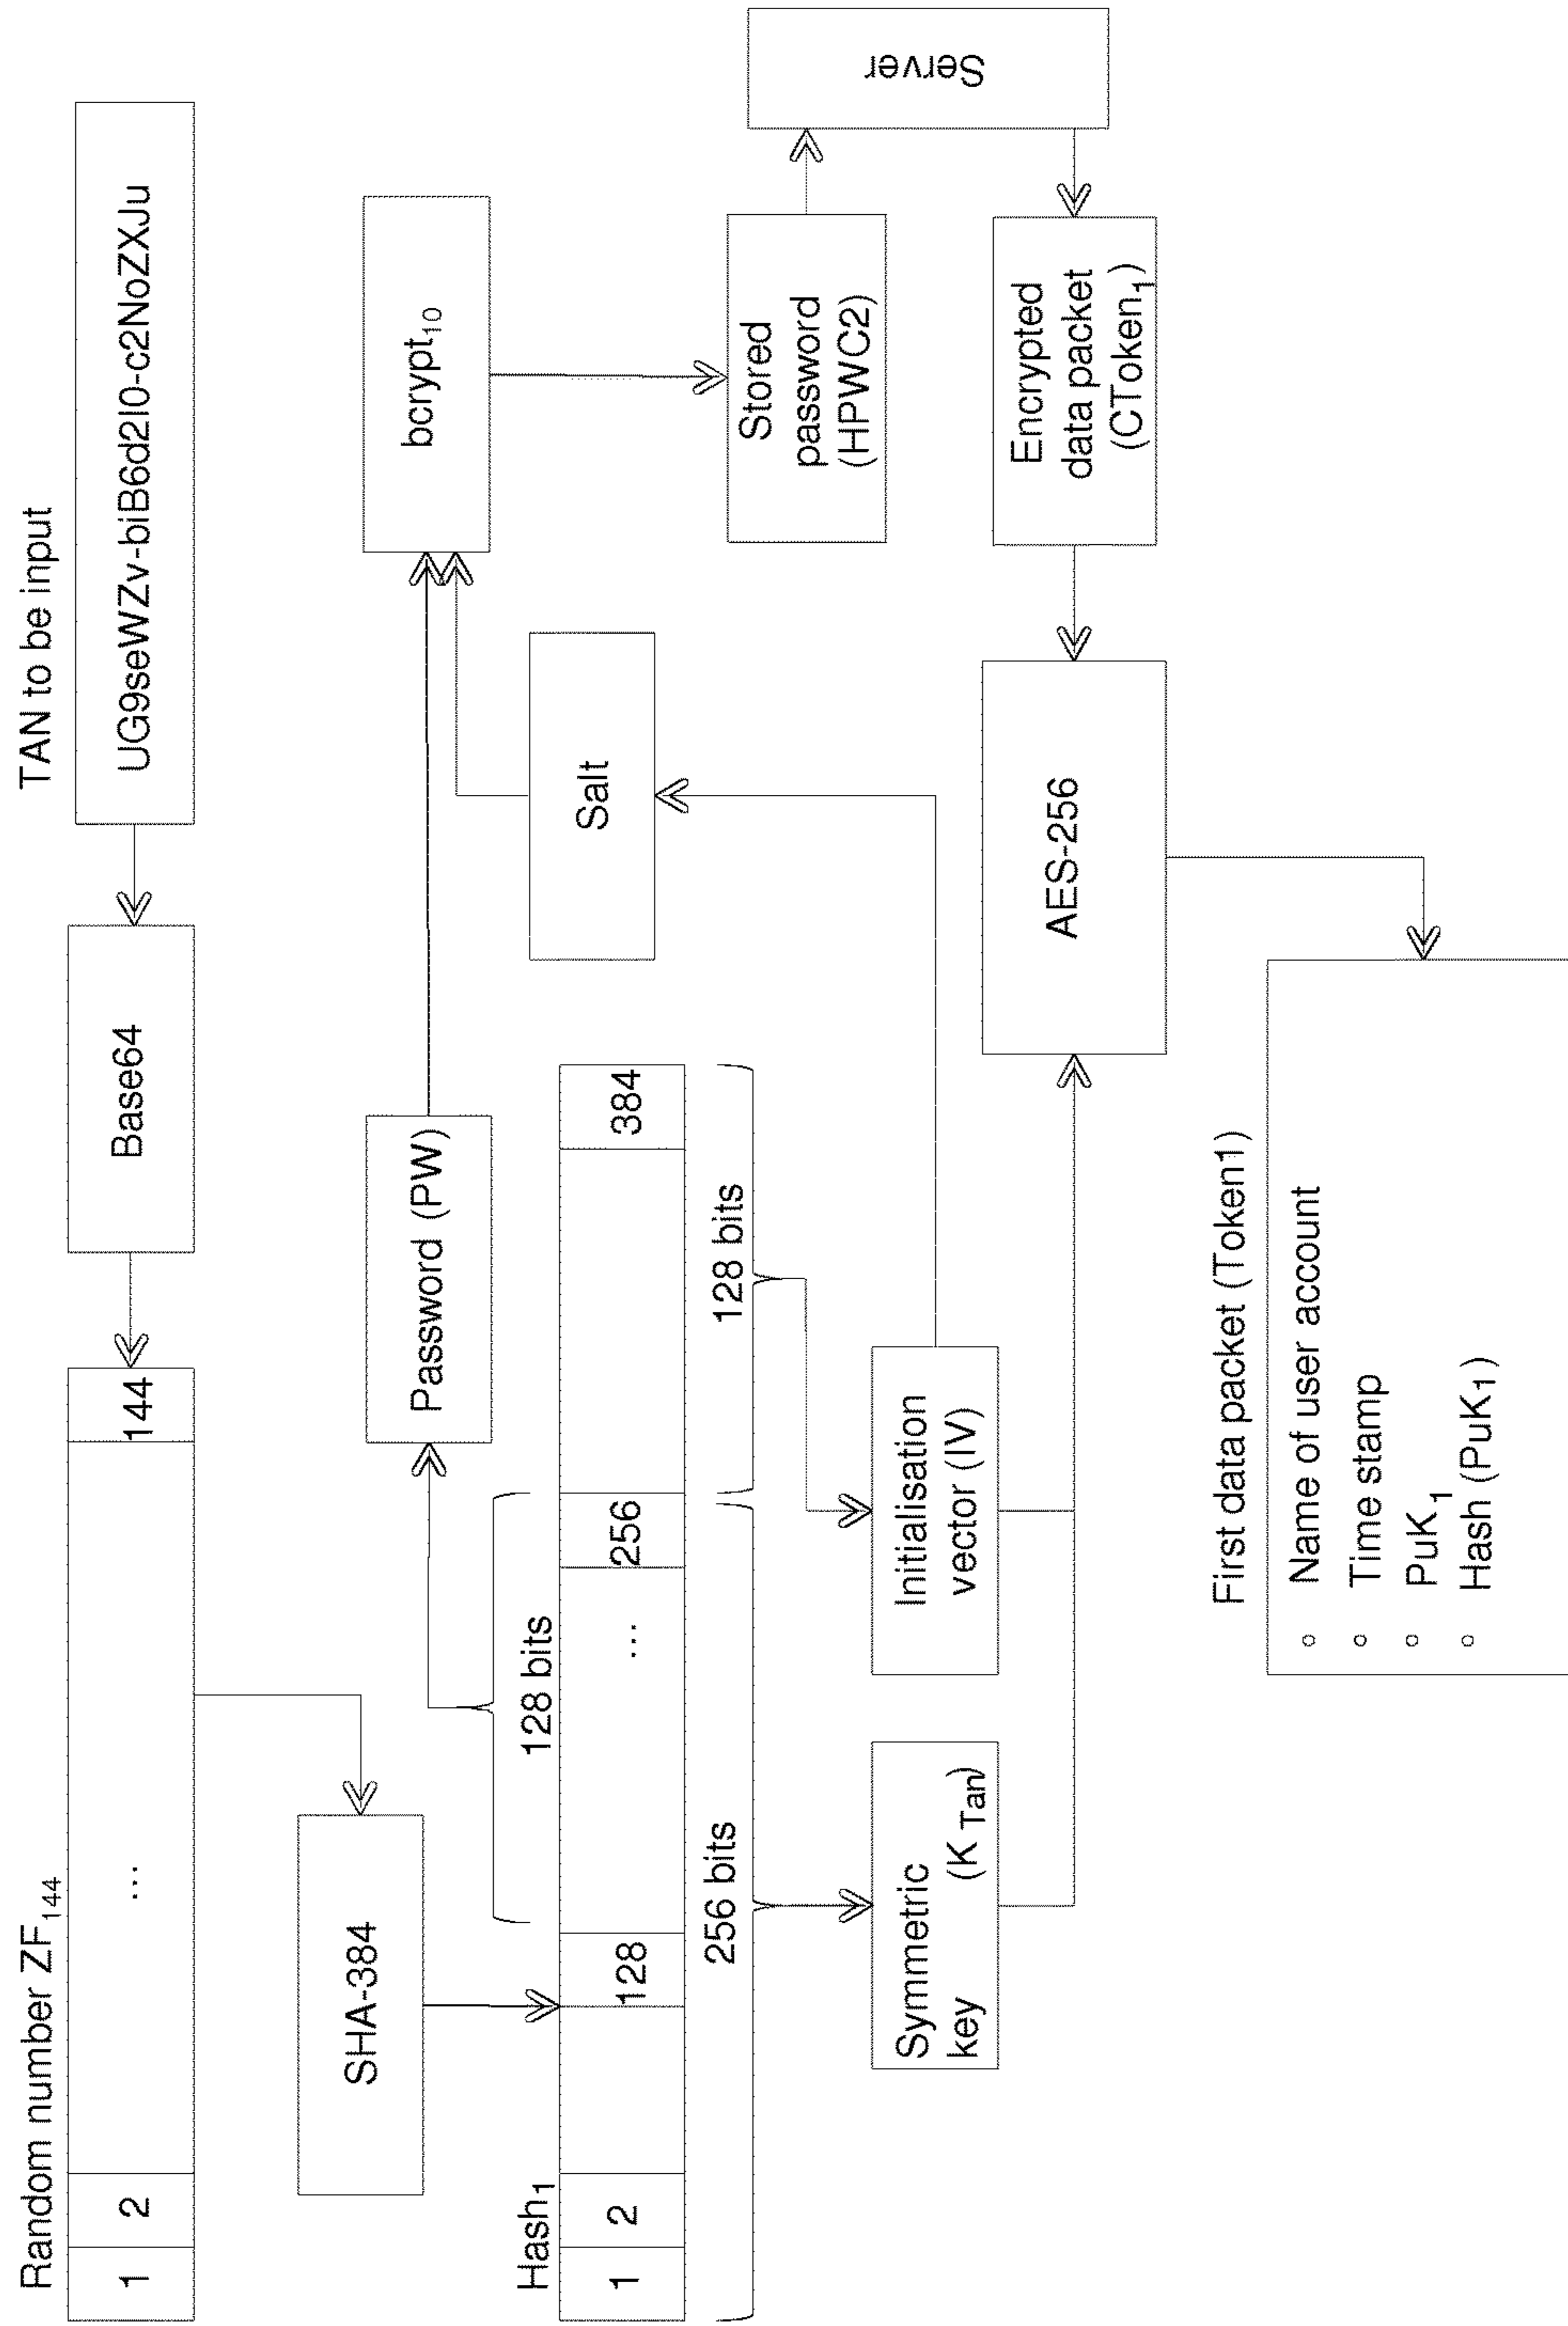 Random number ZF144
TAN to be input
1
2
...
144
Base64
UG9seWZv-biB6d2Il0-c2NoZXJu
SHA-384
Password (PW)
bcrypt10
128 bits
Hash1
1
2
128
...
256
384
Salt
256 bits
128 bits
Stored
password
(HPWC2)
Server
Symmetric
key (K Tan)
Initialisation
vector (IV)
AES-256
Encrypted
data packet
(CToken1)
First data packet (Token1)
○ Name of user account
○ Time stamp
○ PuK1
○ Hash (PuK1)